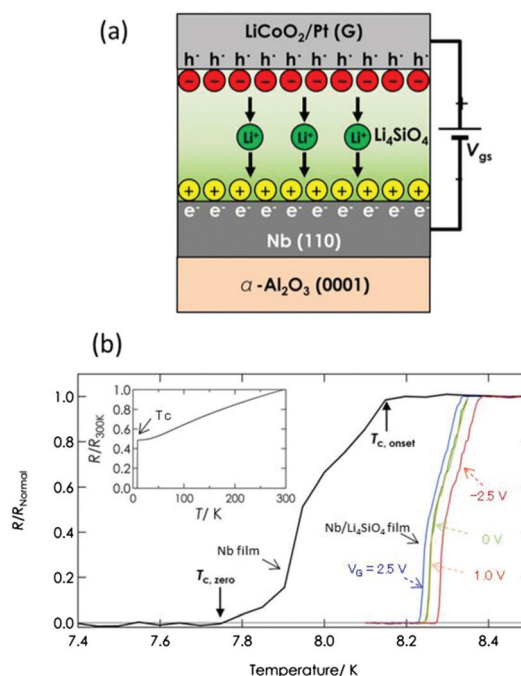 (a)
LiCoO₂/Pt (G)
h· h· h· h· h· h· h· h· h·
− − − − − − − − − −
Li⁺ Li⁺ Li⁺ Li₄SiO₄
+
Vgs
-
+ + + + + + + + + +
e⁻ e⁻ e⁻ e⁻ e⁻ e⁻ e⁻ e⁻ e⁻
Nb (110)
α-Al₂O₃ (0001)
(b)
R/RNormal
1.0
0.8
0.6
0.4
0.2
0.0
7.4 7.6 7.8 8.0 8.2 8.4
Temperature/ K
R/R300K
1.0
0.8
0.6
0.4
0.2
0.0
0 100 200 300
T/ K
Tc
Tc, onset
−2.5 V
Nb/Li₄SiO₄ film
0 V
Nb film
VG = 2.5 V
1.0 V
Tc, zero